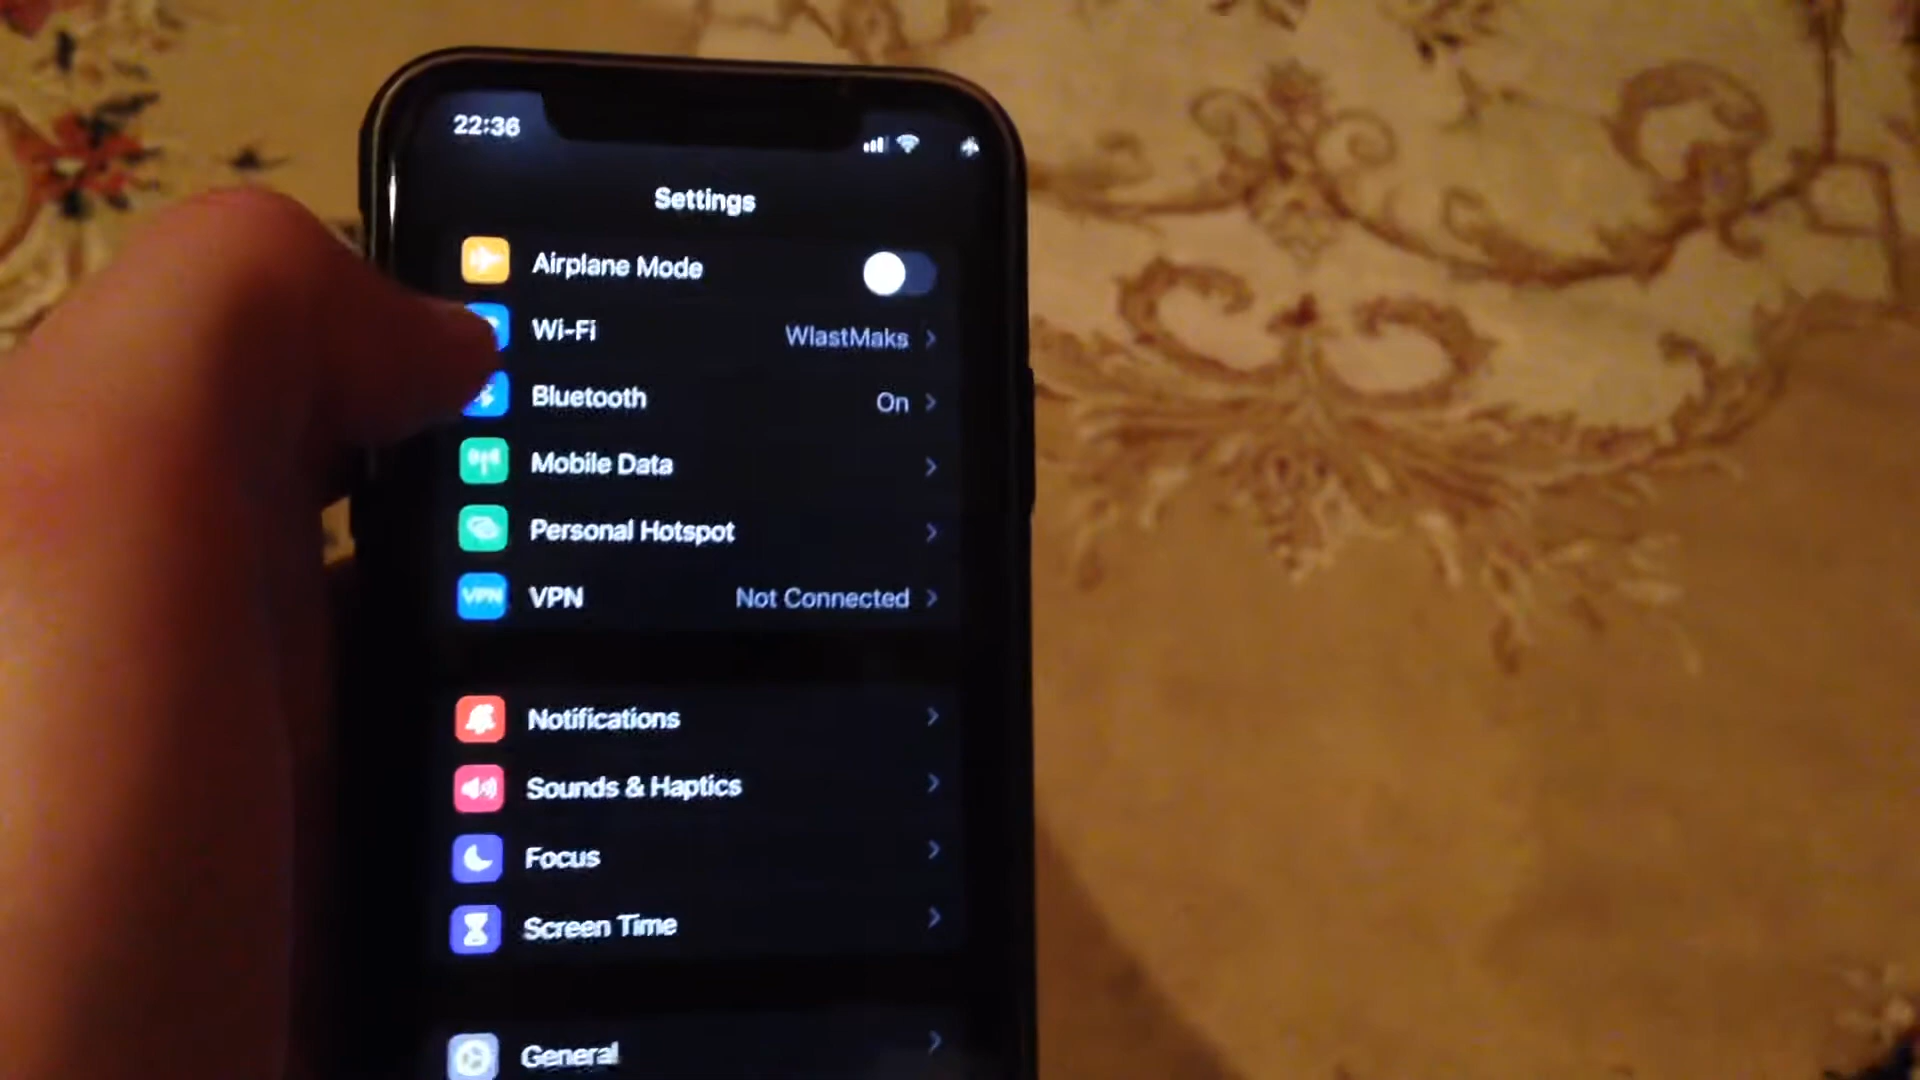 22:36
Settings
Airplane Mode
Wi-Fi WlastMaks
Bluetooth On
Mobile Data
Personal Hotspot
VPN VPN Not Connected
Notifications
Sounds & Haptics
Focus
Screen Time
General